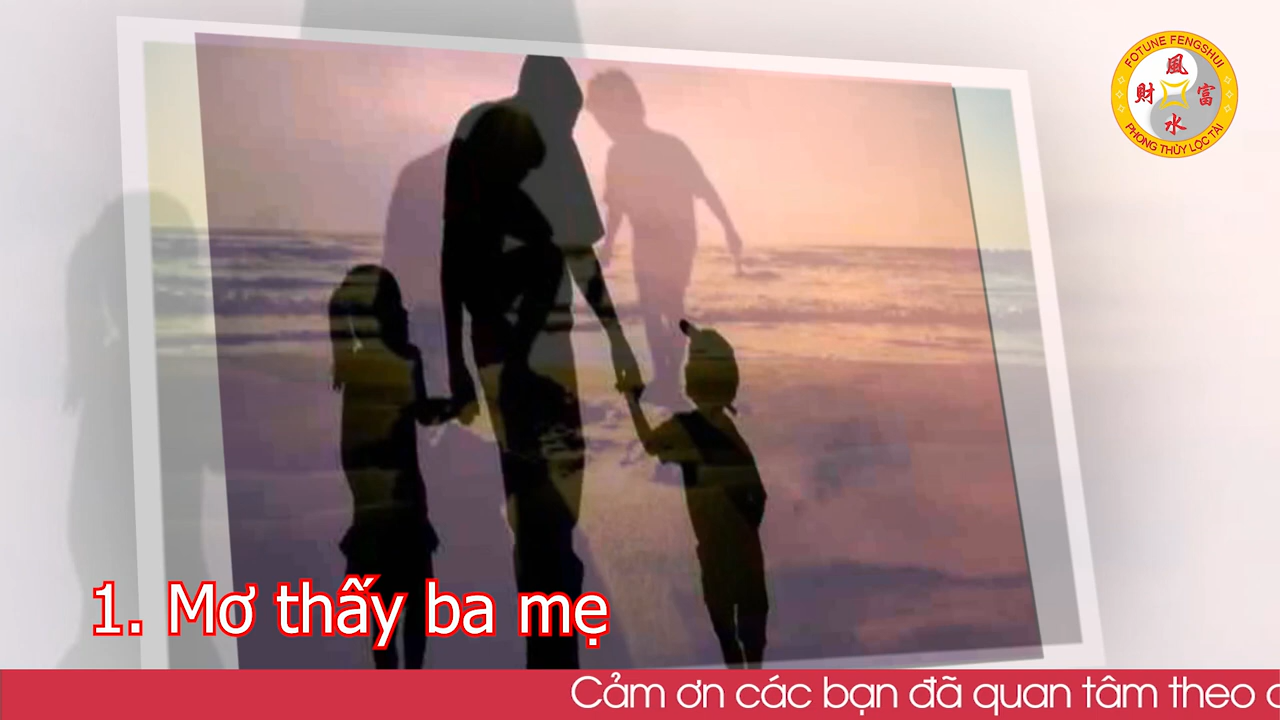 FOTUNE FENGSHUI
風
財 富
水
PHONG THỦY LỘC TÀI
1. Mơ thấy ba mẹ
Cảm ơn các bạn đã quan tâm theo